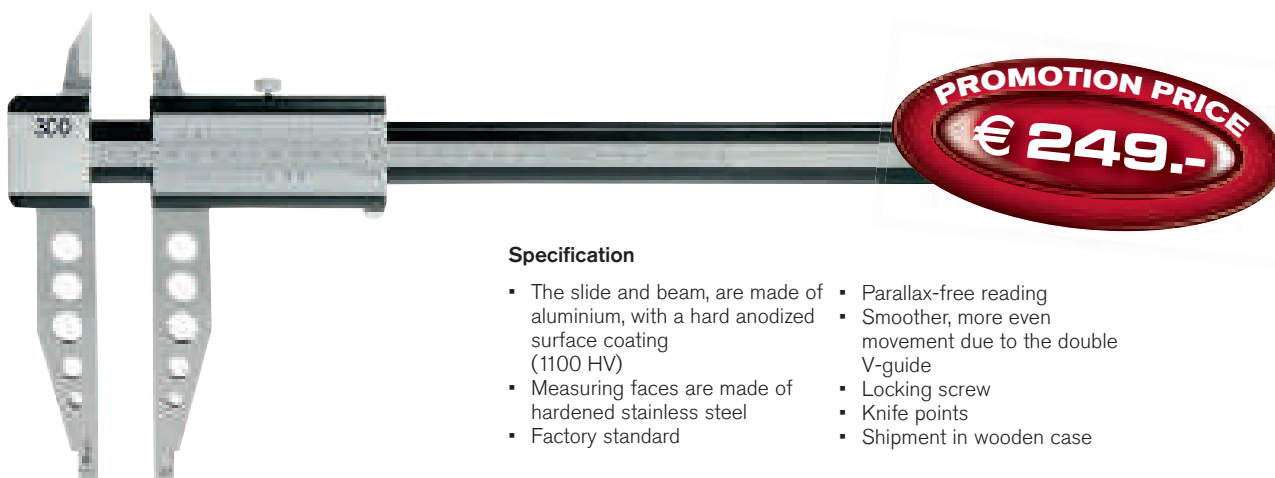 300
PROMOTION PRICE
€ 249.-
Specification
▪ The slide and beam, are made of
aluminium, with a hard anodized
surface coating
(1100 HV)
▪ Measuring faces are made of
hardened stainless steel
▪ Factory standard
▪ Parallax-free reading
▪ Smoother, more even
movement due to the double
V-guide
▪ Locking screw
▪ Knife points
▪ Shipment in wooden case